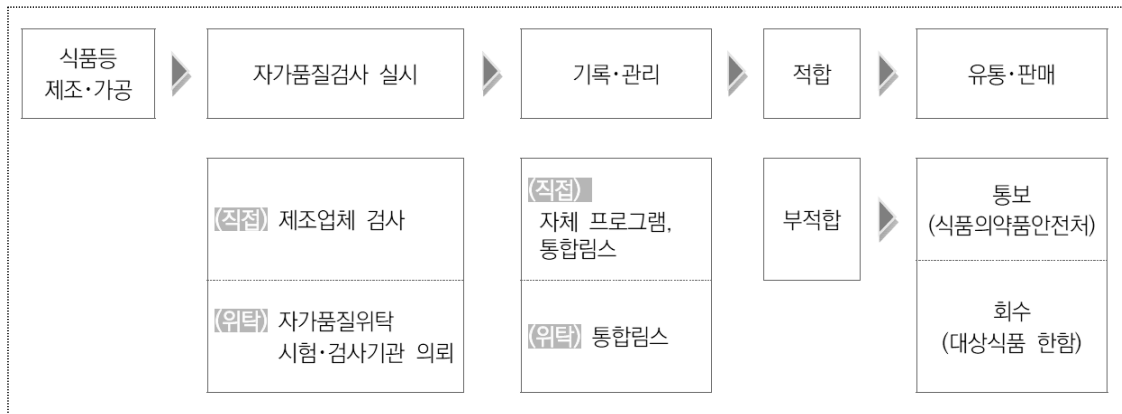 식품등
제조·가공
자가품질검사 실시
기록·관리
적합
유통·판매
(직접) 제조업체 검사
(위탁) 자가품질위탁
시험·검사기관 의뢰
(직접)
자체 프로그램,
통합림스
(위탁) 통합림스
부적합
통보
(식품의약품안전처)
회수
(대상식품 한함)